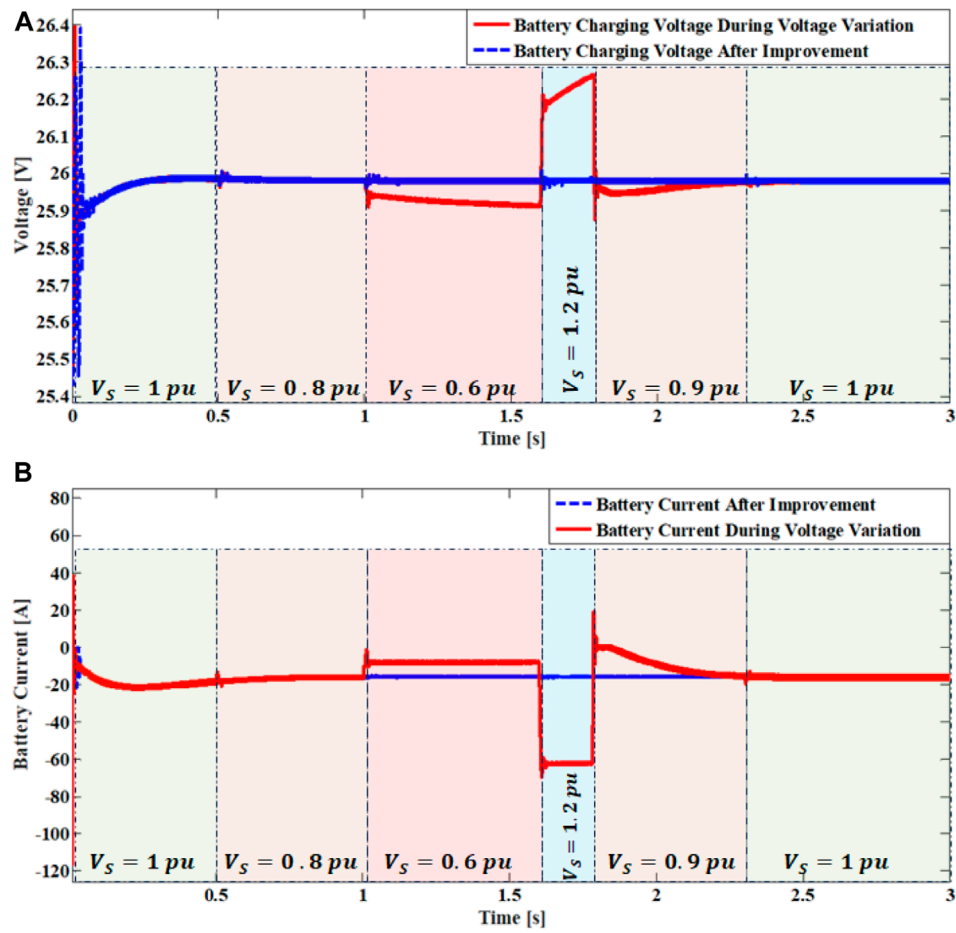 A
Battery Charging Voltage During Voltage Variation
Battery Charging Voltage After Improvement
26.4
26.3
26.2
26.1
26
25.9
25.8
25.7
25.6
25.5
25.4
Voltage [V]
V_S = 1 pu
V_S = 0.8 pu
V_S = 0.6 pu
V_S = 1.2 pu
V_S = 0.9 pu
V_S = 1 pu
0 0.5 1 1.5 2 2.5 3
Time [s]
B
Battery Current After Improvement
Battery Current During Voltage Variation
80
60
40
20
0
-20
-40
-60
-80
-100
-120
Battery Current [A]
V_S = 1 pu
V_S = 0.8 pu
V_S = 0.6 pu
V_S = 1.2 pu
V_S = 0.9 pu
V_S = 1 pu
0 0.5 1 1.5 2 2.5 3
Time [s]